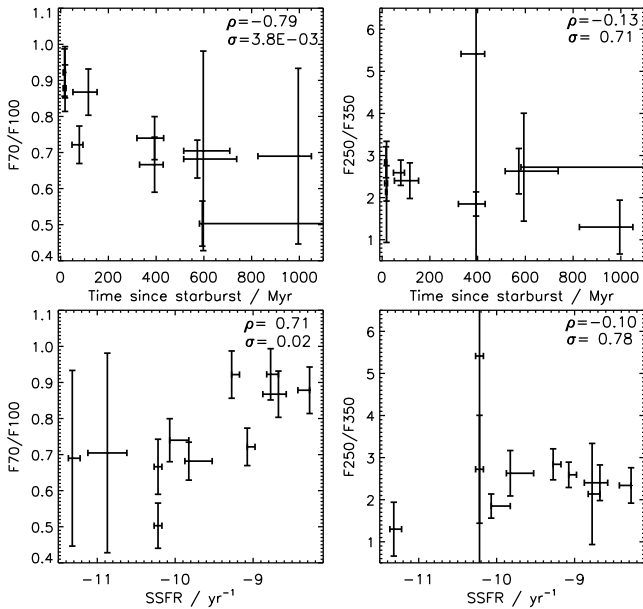 ρ=−0.79
σ=3.8E−03
F70/F100
1.1
1.0
0.9
0.8
0.7
0.6
0.5
0.4
0 200 400 600 800 1000
Time since starburst / Myr
ρ=−0.13
σ= 0.71
F250/F350
6
5
4
3
2
1
0 200 400 600 800 1000
Time since starburst / Myr
ρ= 0.71
σ= 0.02
F70/F100
1.1
1.0
0.9
0.8
0.7
0.6
0.5
0.4
−11 −10 −9
SSFR / yr⁻¹
ρ=−0.10
σ= 0.78
F250/F350
6
5
4
3
2
1
−11 −10 −9
SSFR / yr⁻¹